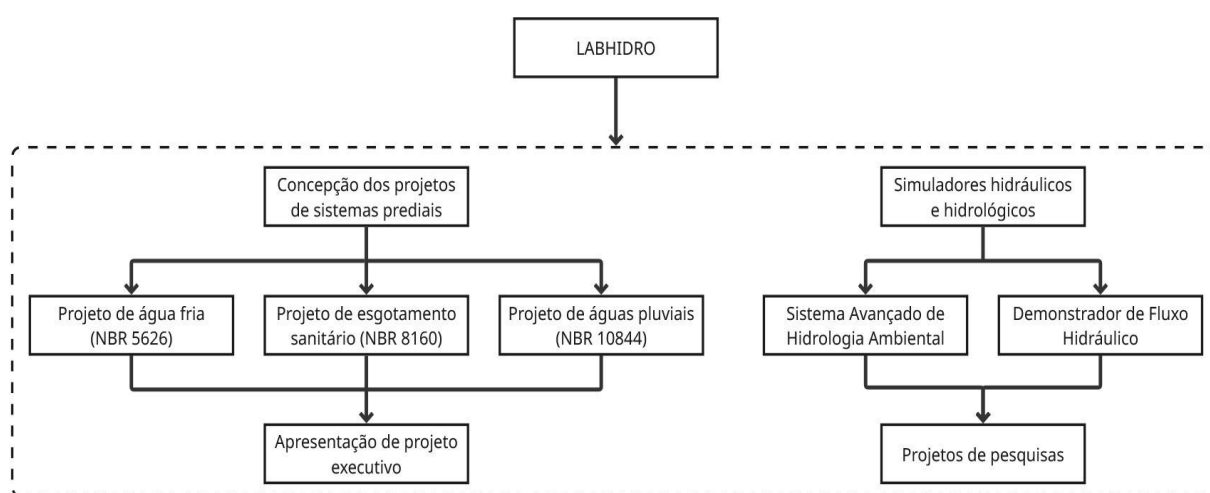 LABHIDRO
Concepção dos projetos
de sistemas prediais
Simuladores hidráulicos
e hidrológicos
Projeto de água fria
(NBR 5626)
Projeto de esgotamento
sanitário (NBR 8160)
Projeto de águas pluviais
(NBR 10844)
Sistema Avançado de
Hidrologia Ambiental
Demonstrador de Fluxo
Hidráulico
Apresentação de projeto
executivo
Projetos de pesquisas